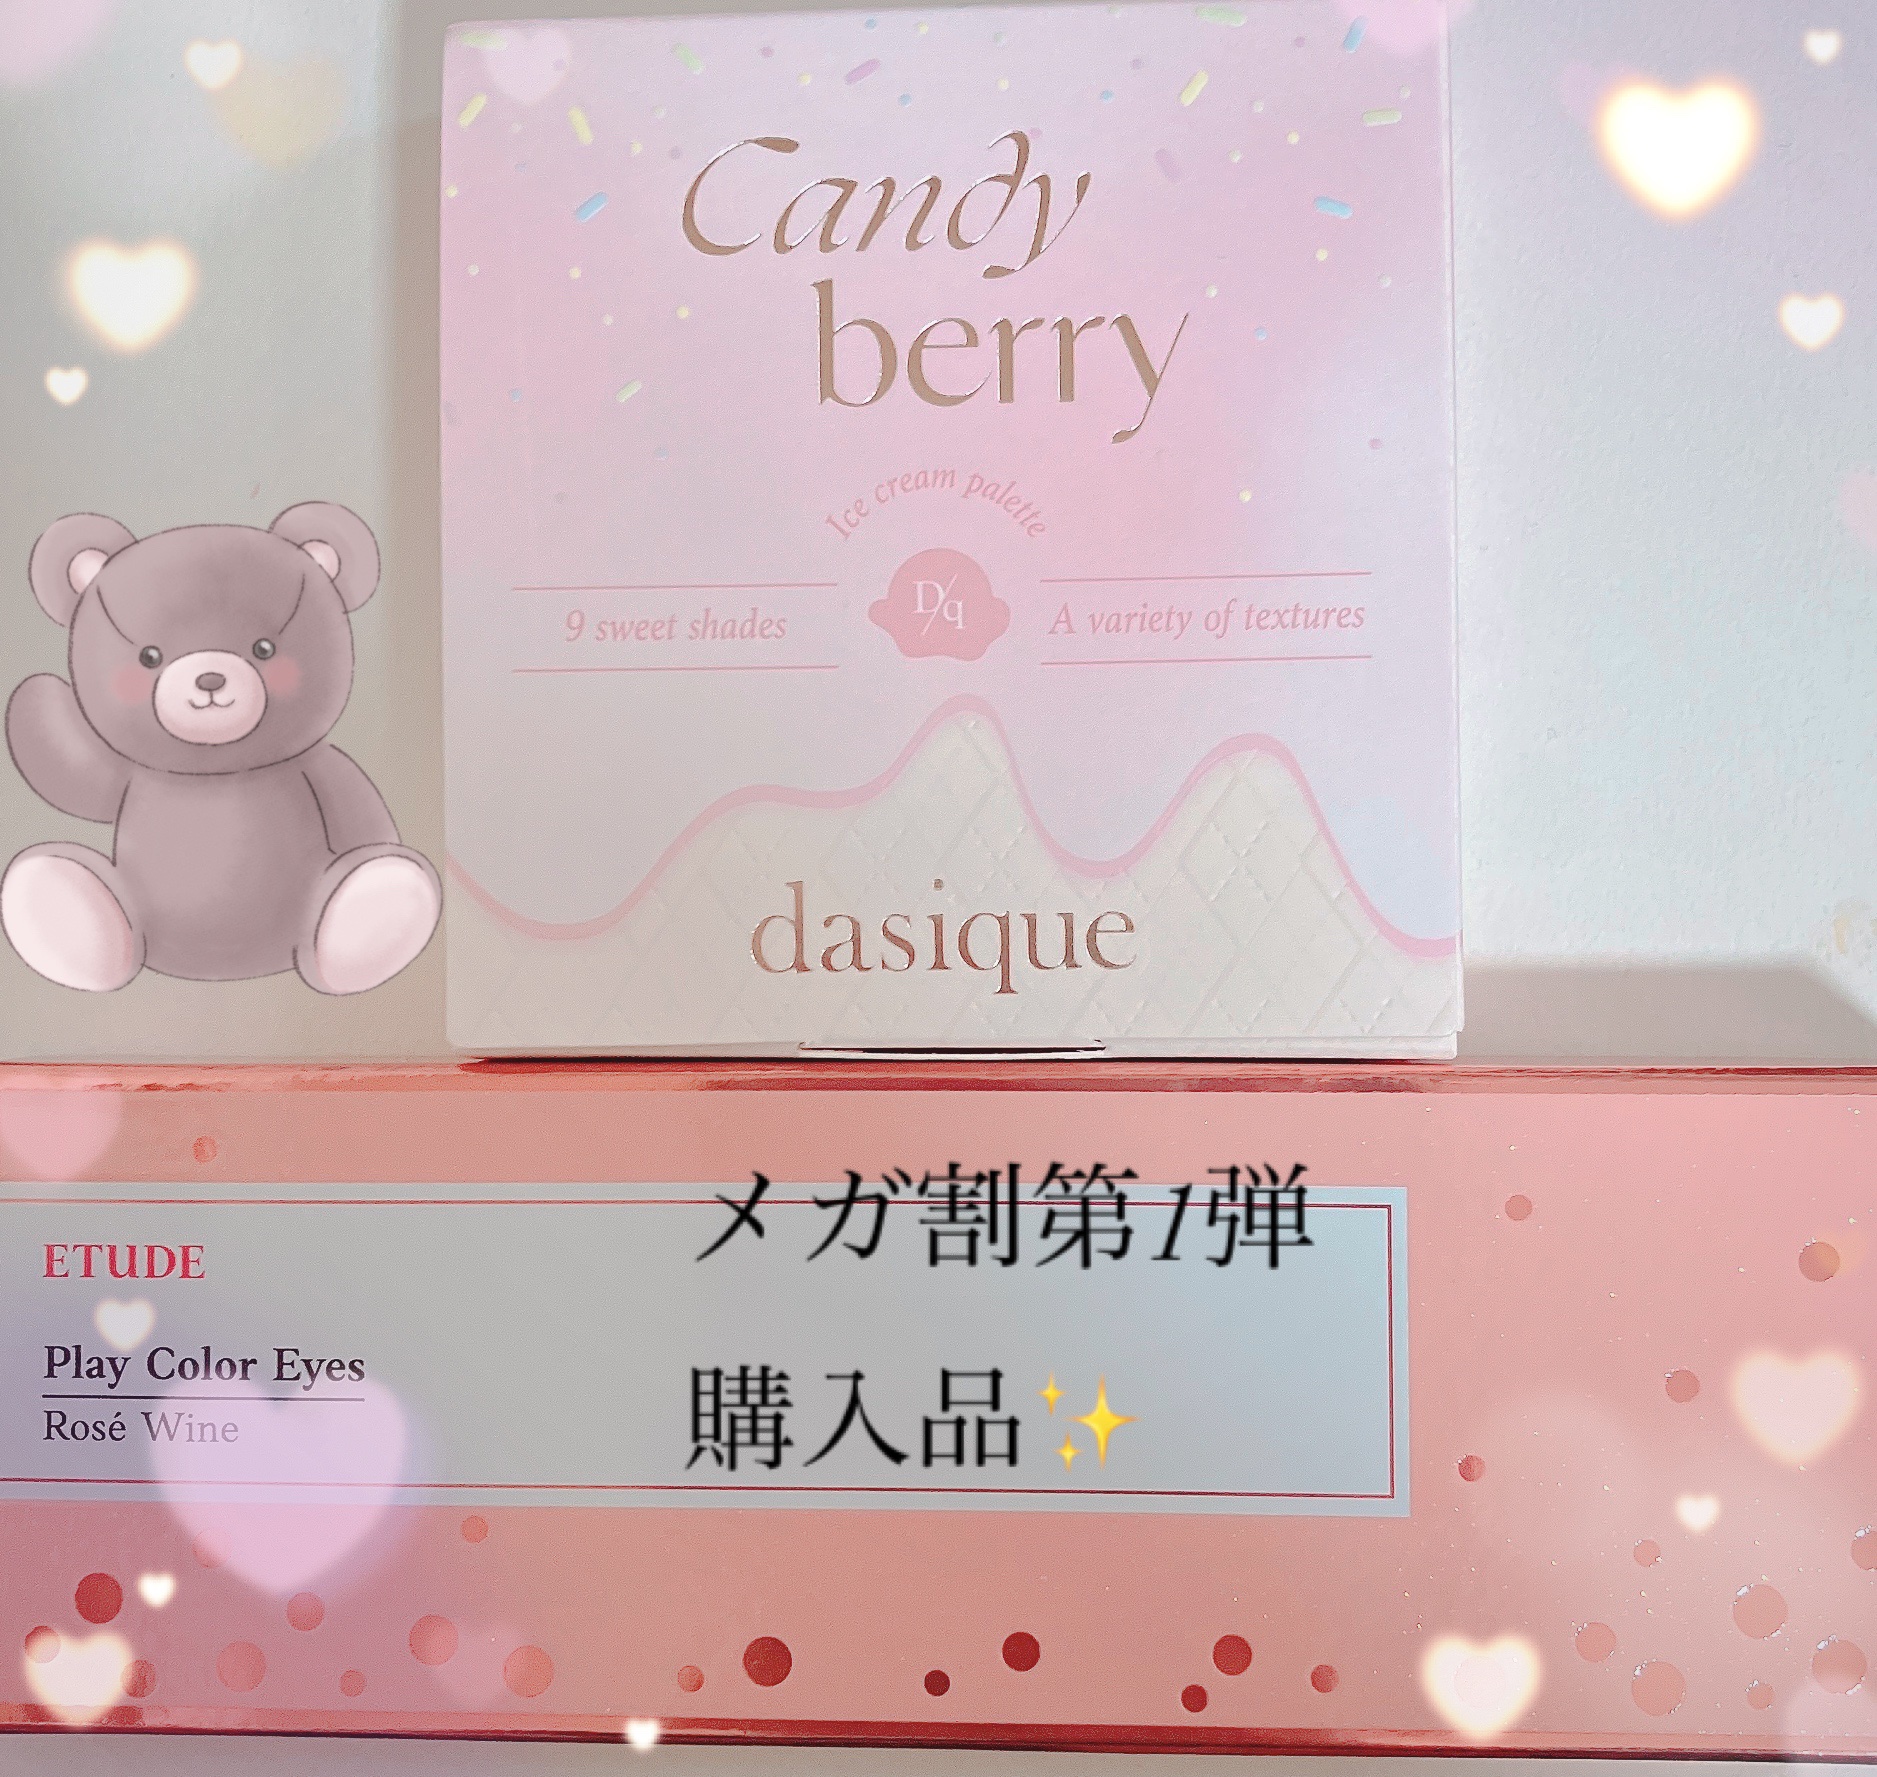 Candy
berry
Ice cream palette
9 sweet shades
D/q
A variety of textures
dasique
メガ割第1弾
ETUDE
購入品✨
Play Color Eyes
Rosé Wine